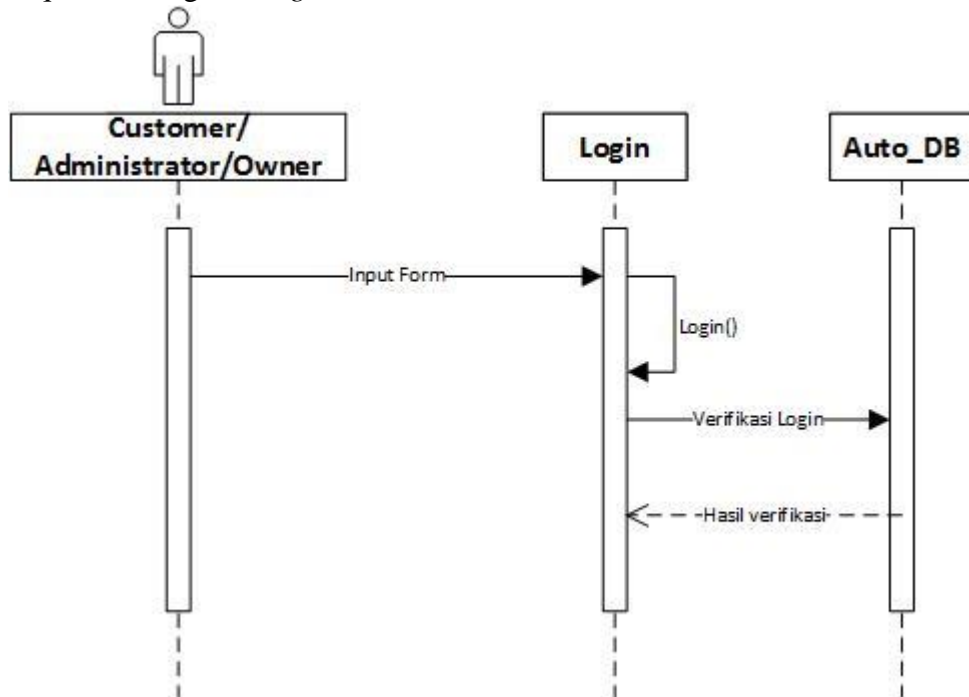 Customer/
Administrator/Owner
Login
Auto_DB
Input Form
Login()
Verifikasi Login
Hasil verifikasi